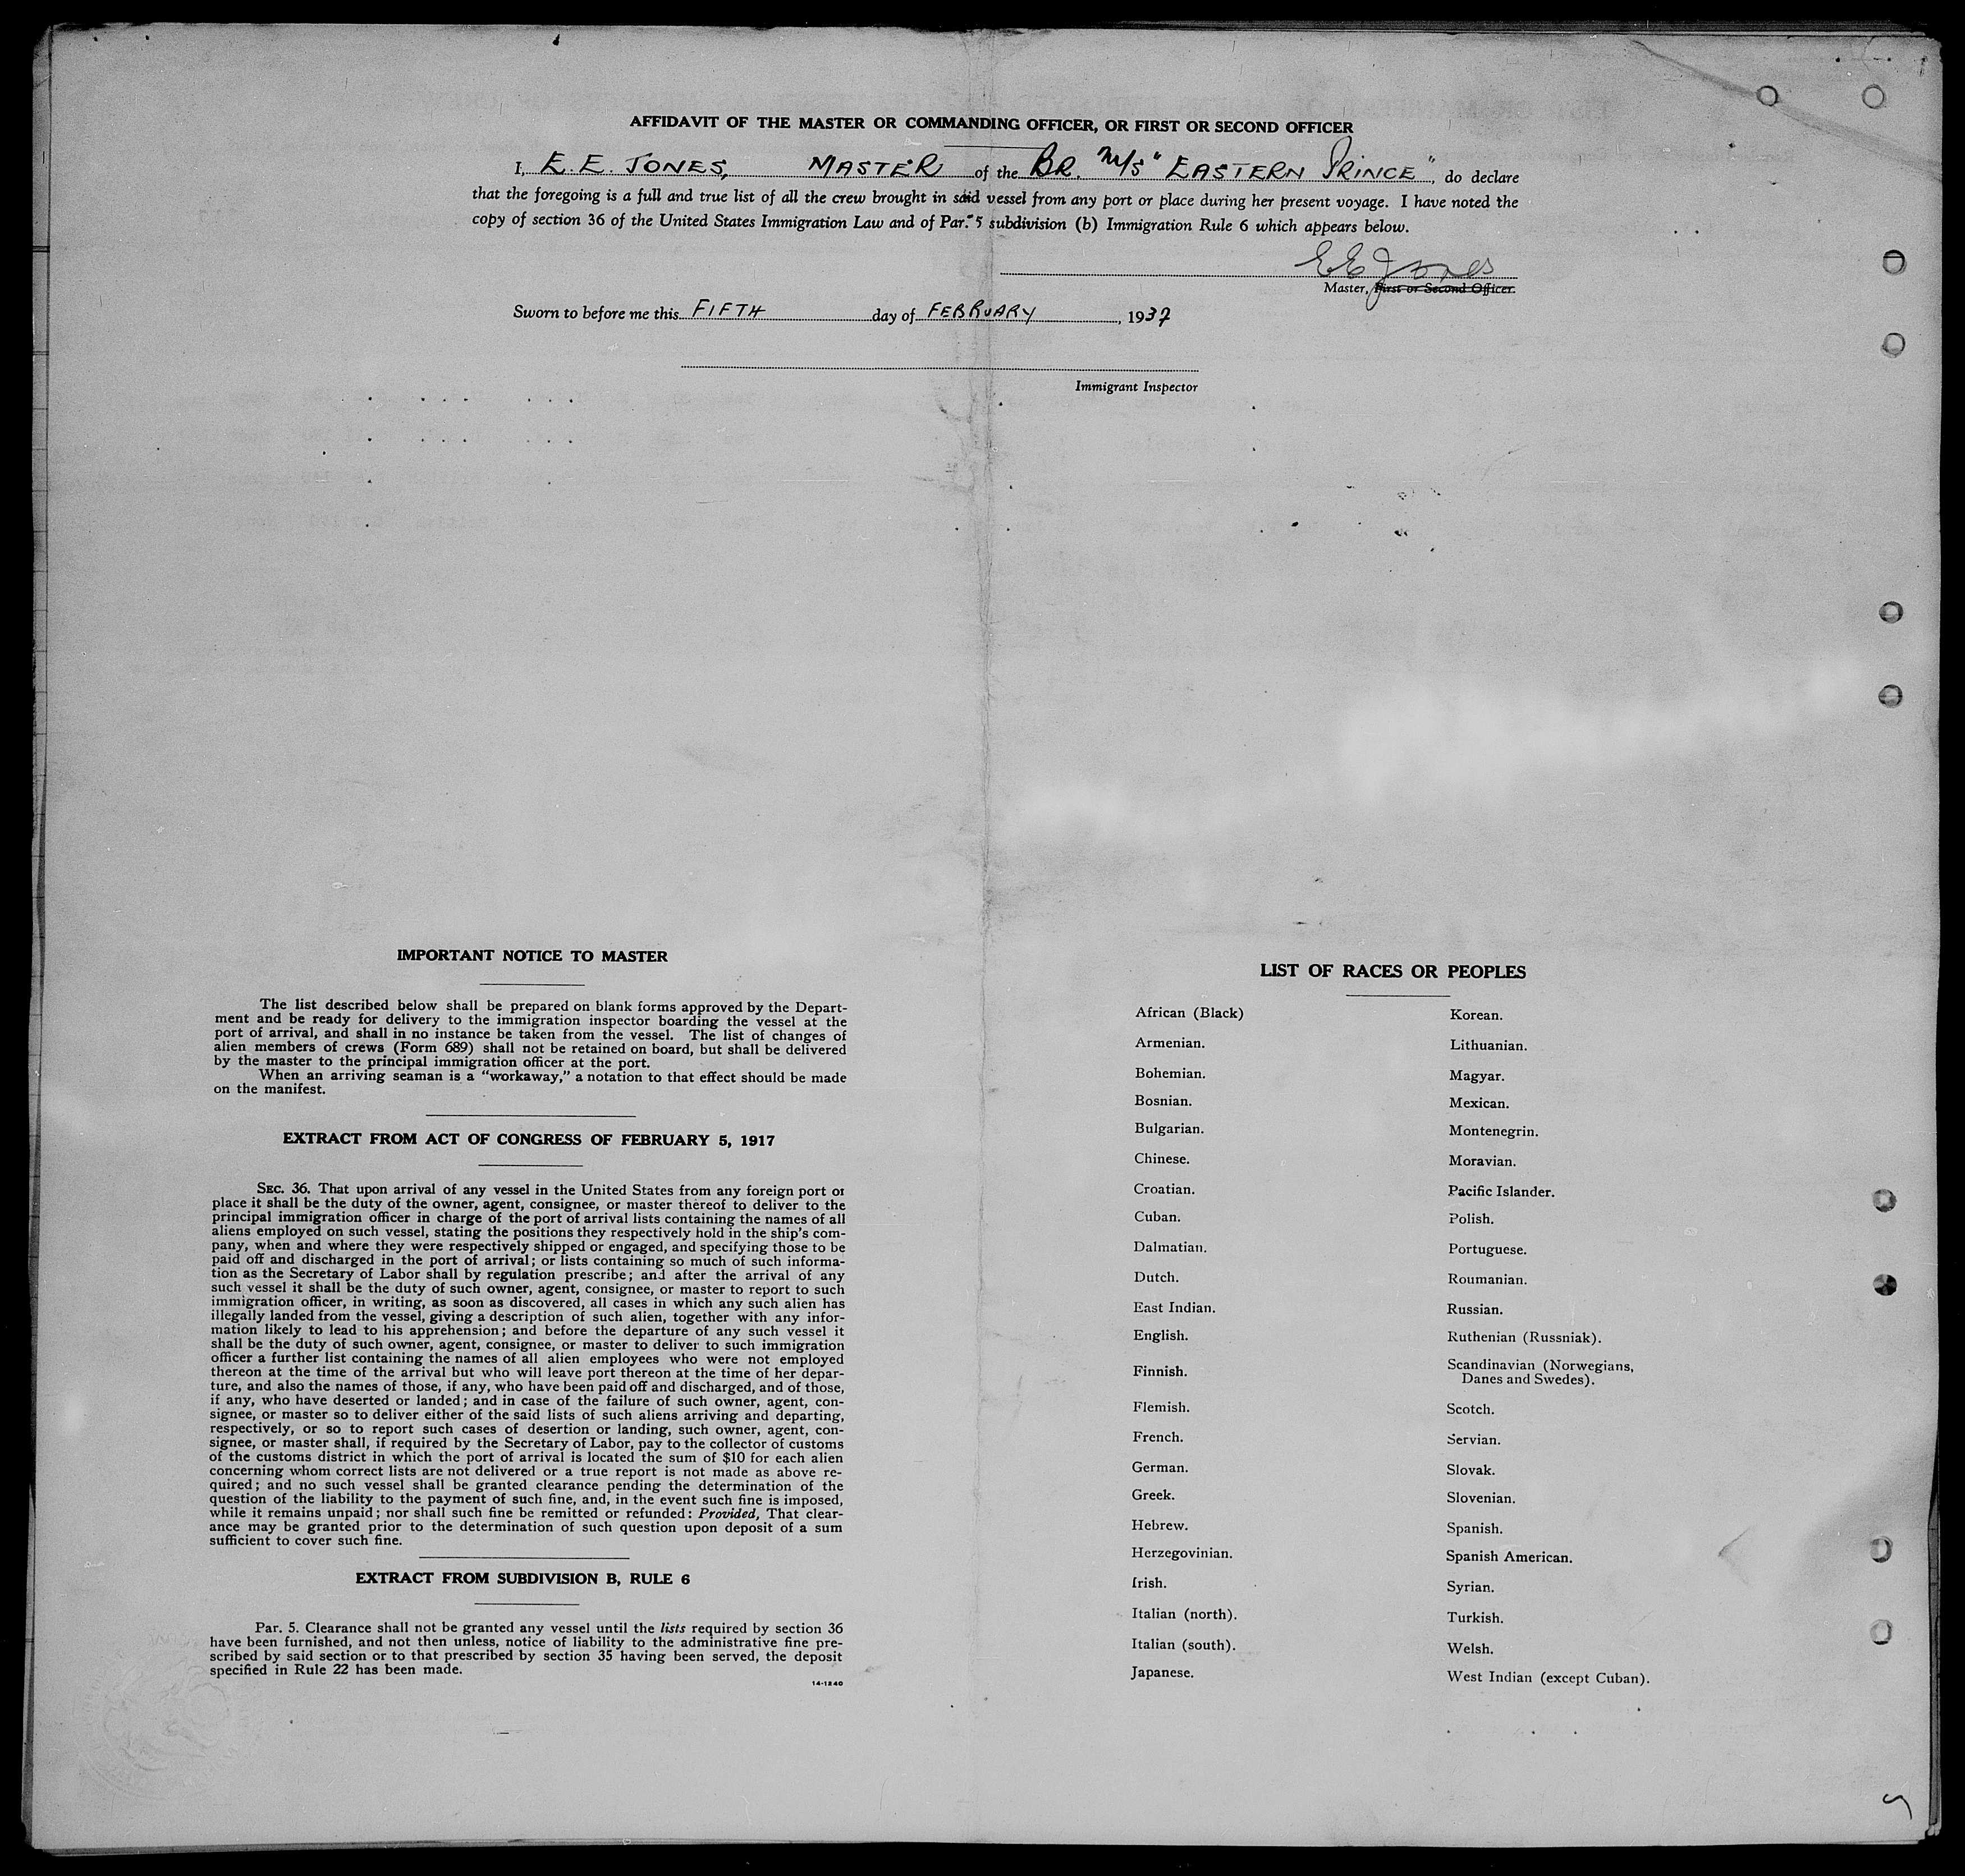 AFFIDAVIT OF THE MASTER OR COMMANDING OFFICER, OR FIRST OR SECOND OFFICER
I, E. E. JONES, MASTER of the BR. M/S "EASTERN PRINCE", do declare
that the foregoing is a full and true list of all the crew brought in said vessel from any port or place during her present voyage. I have noted the
copy of section 36 of the United States Immigration Law and of Par. 5 subdivision (b) Immigration Rule 6 which appears below.
E E Jones
Master, First or Second Officer.
Sworn to before me this FIFTH day of FEBRUARY, 1937
Immigrant Inspector
IMPORTANT NOTICE TO MASTER
The list described below shall be prepared on blank forms approved by the Depart-
ment and be ready for delivery to the immigration inspector boarding the vessel at the
port of arrival, and shall in no instance be taken from the vessel. The list of changes of
alien members of crews (Form 689) shall not be retained on board, but shall be delivered
by the master to the principal immigration officer at the port.
When an arriving seaman is a "workaway," a notation to that effect should be made
on the manifest.
EXTRACT FROM ACT OF CONGRESS OF FEBRUARY 5, 1917
SEC. 36. That upon arrival of any vessel in the United States from any foreign port or
place it shall be the duty of the owner, agent, consignee, or master thereof to deliver to the
principal immigration officer in charge of the port of arrival lists containing the names of all
aliens employed on such vessel, stating the positions they respectively hold in the ship's com-
pany, when and where they were respectively shipped or engaged, and specifying those to be
paid off and discharged in the port of arrival; or lists containing so much of such informa-
tion as the Secretary of Labor shall by regulation prescribe; and after the arrival of any
such vessel it shall be the duty of such owner, agent, consignee, or master to report to such
immigration officer, in writing, as soon as discovered, all cases in which any such alien has
illegally landed from the vessel, giving a description of such alien, together with any infor-
mation likely to lead to his apprehension; and before the departure of any such vessel it
shall be the duty of such owner, agent, consignee, or master to deliver to such immigration
officer a further list containing the names of all alien employees who were not employed
thereon at the time of the arrival but who will leave port thereon at the time of her depar-
ture, and also the names of those, if any, who have been paid off and discharged, and of those,
if any, who have deserted or landed; and in case of the failure of such owner, agent, con-
signee, or master so to deliver either of the said lists of such aliens arriving and departing,
respectively, or so to report such cases of desertion or landing, such owner, agent, con-
signee, or master shall, if required by the Secretary of Labor, pay to the collector of customs
of the customs district in which the port of arrival is located the sum of $10 for each alien
concerning whom correct lists are not delivered or a true report is not made as above re-
quired; and no such vessel shall be granted clearance pending the determination of the
question of the liability to the payment of such fine, and, in the event such fine is imposed,
while it remains unpaid; nor shall such fine be remitted or refunded: Provided, That clear-
ance may be granted prior to the determination of such question upon deposit of a sum
sufficient to cover such fine.
EXTRACT FROM SUBDIVISION B, RULE 6
Par. 5. Clearance shall not be granted any vessel until the lists required by section 36
have been furnished, and not then unless, notice of liability to the administrative fine pre-
scribed by said section or to that prescribed by section 35 having been served, the deposit
specified in Rule 22 has been made.
14-1240
LIST OF RACES OR PEOPLES
African (Black)
Armenian.
Bohemian.
Bosnian.
Bulgarian.
Chinese.
Croatian.
Cuban.
Dalmatian.
Dutch.
East Indian.
English.
Finnish.
Flemish.
French.
German.
Greek.
Hebrew.
Herzegovinian.
Irish.
Italian (north).
Italian (south).
Japanese.
Korean.
Lithuanian.
Magyar.
Mexican.
Montenegrin.
Moravian.
Pacific Islander.
Polish.
Portuguese.
Roumanian.
Russian.
Ruthenian (Russniak).
Scandinavian (Norwegians,
Danes and Swedes).
Scotch.
Servian.
Slovak.
Slovenian.
Spanish.
Spanish American.
Syrian.
Turkish.
Welsh.
West Indian (except Cuban).